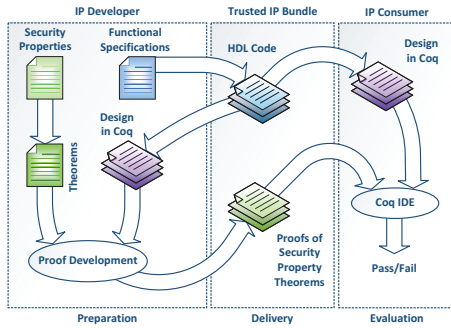 IP Developer
Trusted IP Bundle
IP Consumer
Security
Properties
Functional
Specifications
HDL Code
Design
in Coq
Design
in Coq
Theorems
Coq IDE
Proof Development
Proofs of
Security
Property
Theorems
Pass/Fail
Preparation
Delivery
Evaluation